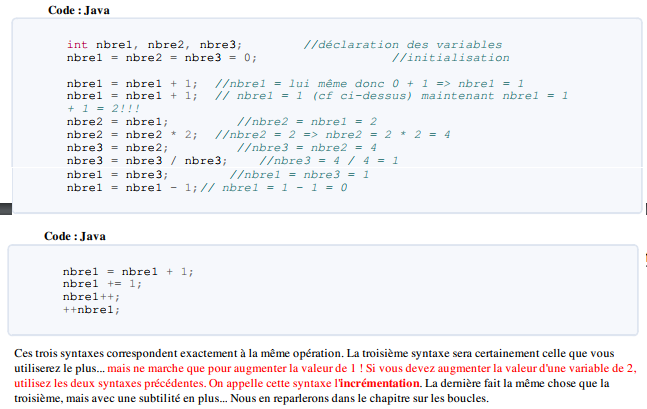 Code : Java
int nbre1, nbre2, nbre3; //déclaration des variables
nbre1 = nbre2 = nbre3 = 0; //initialisation
nbre1 = nbre1 + 1; //nbre1 = lui même donc 0 + 1 => nbre1 = 1
nbre1 = nbre1 + 1; // nbre1 = 1 (cf ci-dessus) maintenant nbre1 = 1
+ 1 = 2!!!
nbre2 = nbre1; //nbre2 = nbre1 = 2
nbre2 = nbre2 * 2; //nbre2 = 2 => nbre2 = 2 * 2 = 4
nbre3 = nbre2; //nbre3 = nbre2 = 4
nbre3 = nbre3 / nbre3; //nbre3 = 4 / 4 = 1
nbre1 = nbre3; //nbre1 = nbre3 = 1
nbre1 = nbre1 - 1;// nbre1 = 1 - 1 = 0
Code : Java
nbre1 = nbre1 + 1;
nbre1 += 1;
nbre1++;
++nbre1;
Ces trois syntaxes correspondent exactement à la même opération. La troisième syntaxe sera certainement celle que vous
utiliserez le plus... mais ne marche que pour augmenter la valeur de 1 ! Si vous devez augmenter la valeur d'une variable de 2,
utilisez les deux syntaxes précédentes. On appelle cette syntaxe l'incrémentation. La dernière fait la même chose que la
troisième, mais avec une subtilité en plus... Nous en reparlerons dans le chapitre sur les boucles.